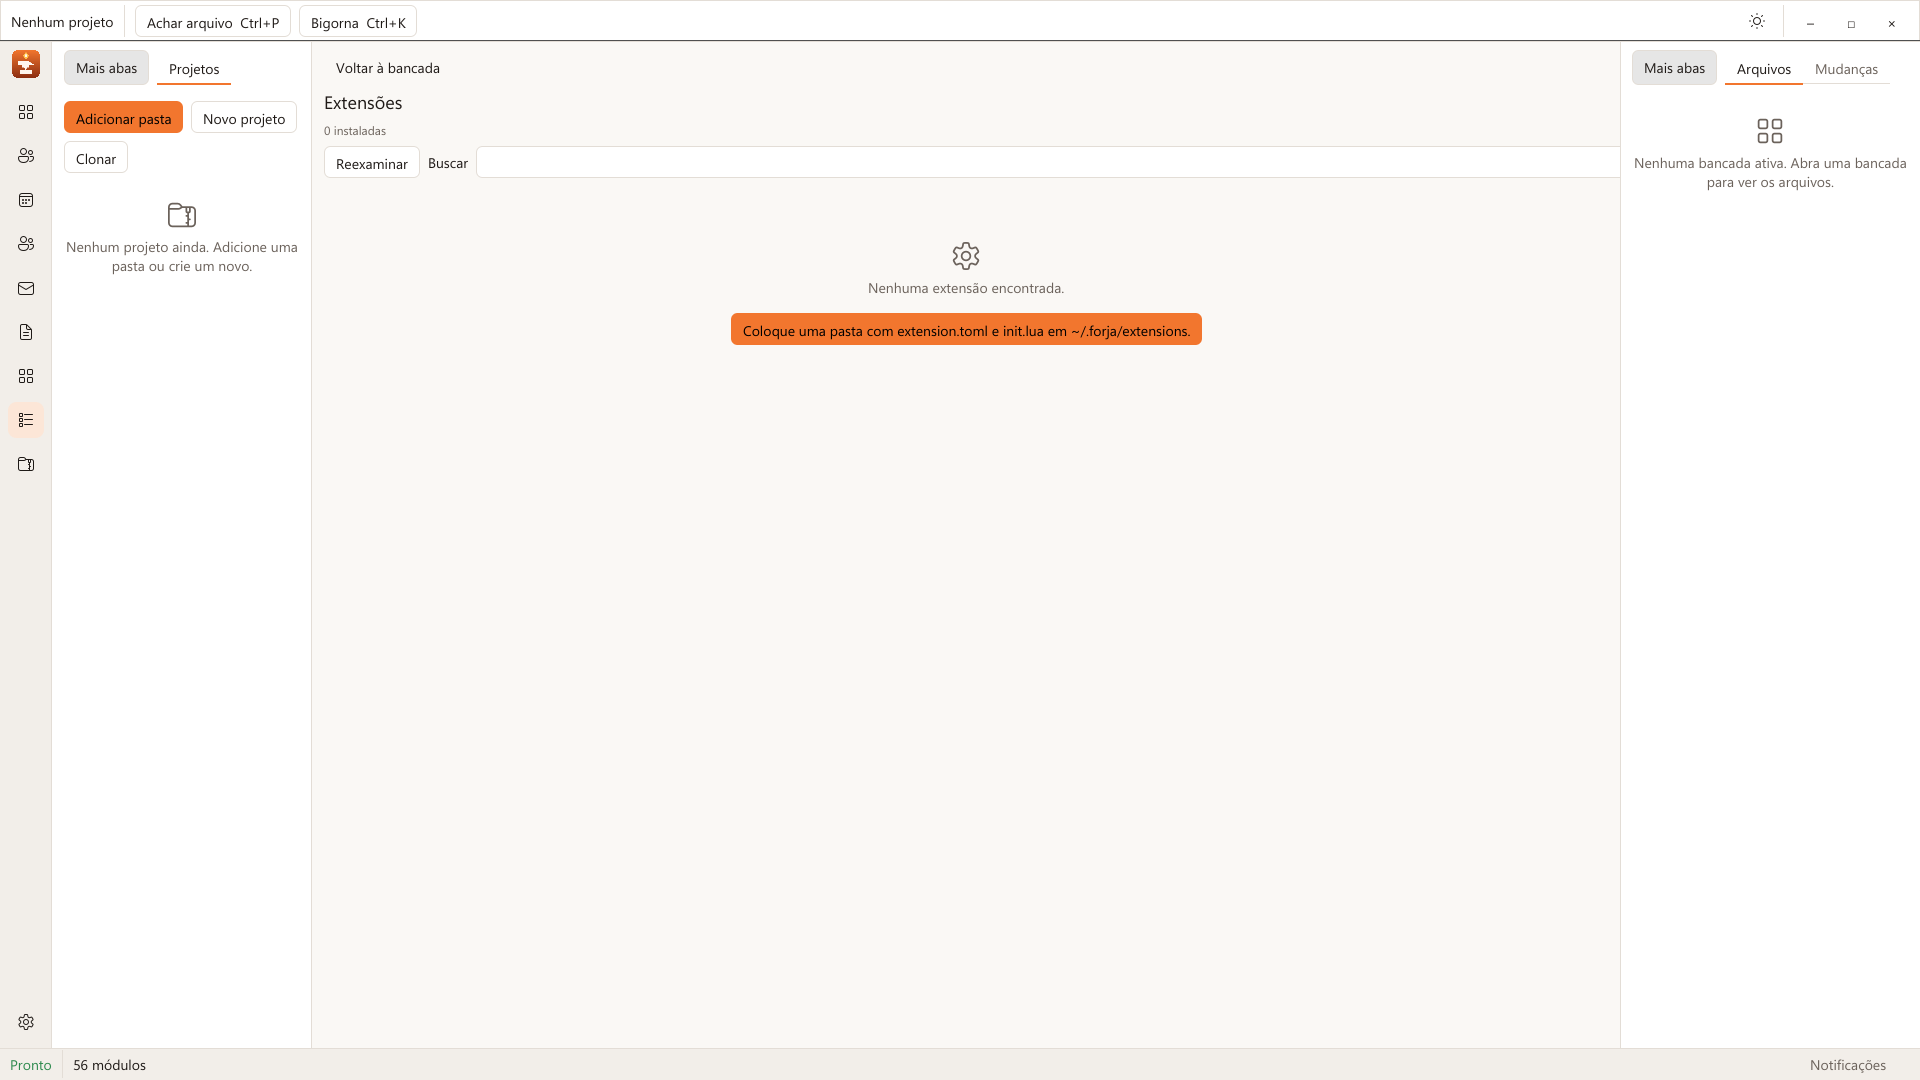 Nenhum projeto
Achar arquivo Ctrl+P
Bigorna Ctrl+K
Mais abas
Projetos
Adicionar pasta
Novo projeto
Clonar
Nenhum projeto ainda. Adicione uma
pasta ou crie um novo.
Voltar à bancada
Extensões
0 instaladas
Reexaminar
Buscar
Nenhuma extensão encontrada.
Coloque uma pasta com extension.toml e init.lua em ~/.forja/extensions.
Mais abas
Arquivos
Mudanças
Nenhuma bancada ativa. Abra uma bancada
para ver os arquivos.
Pronto
56 módulos
Notificações